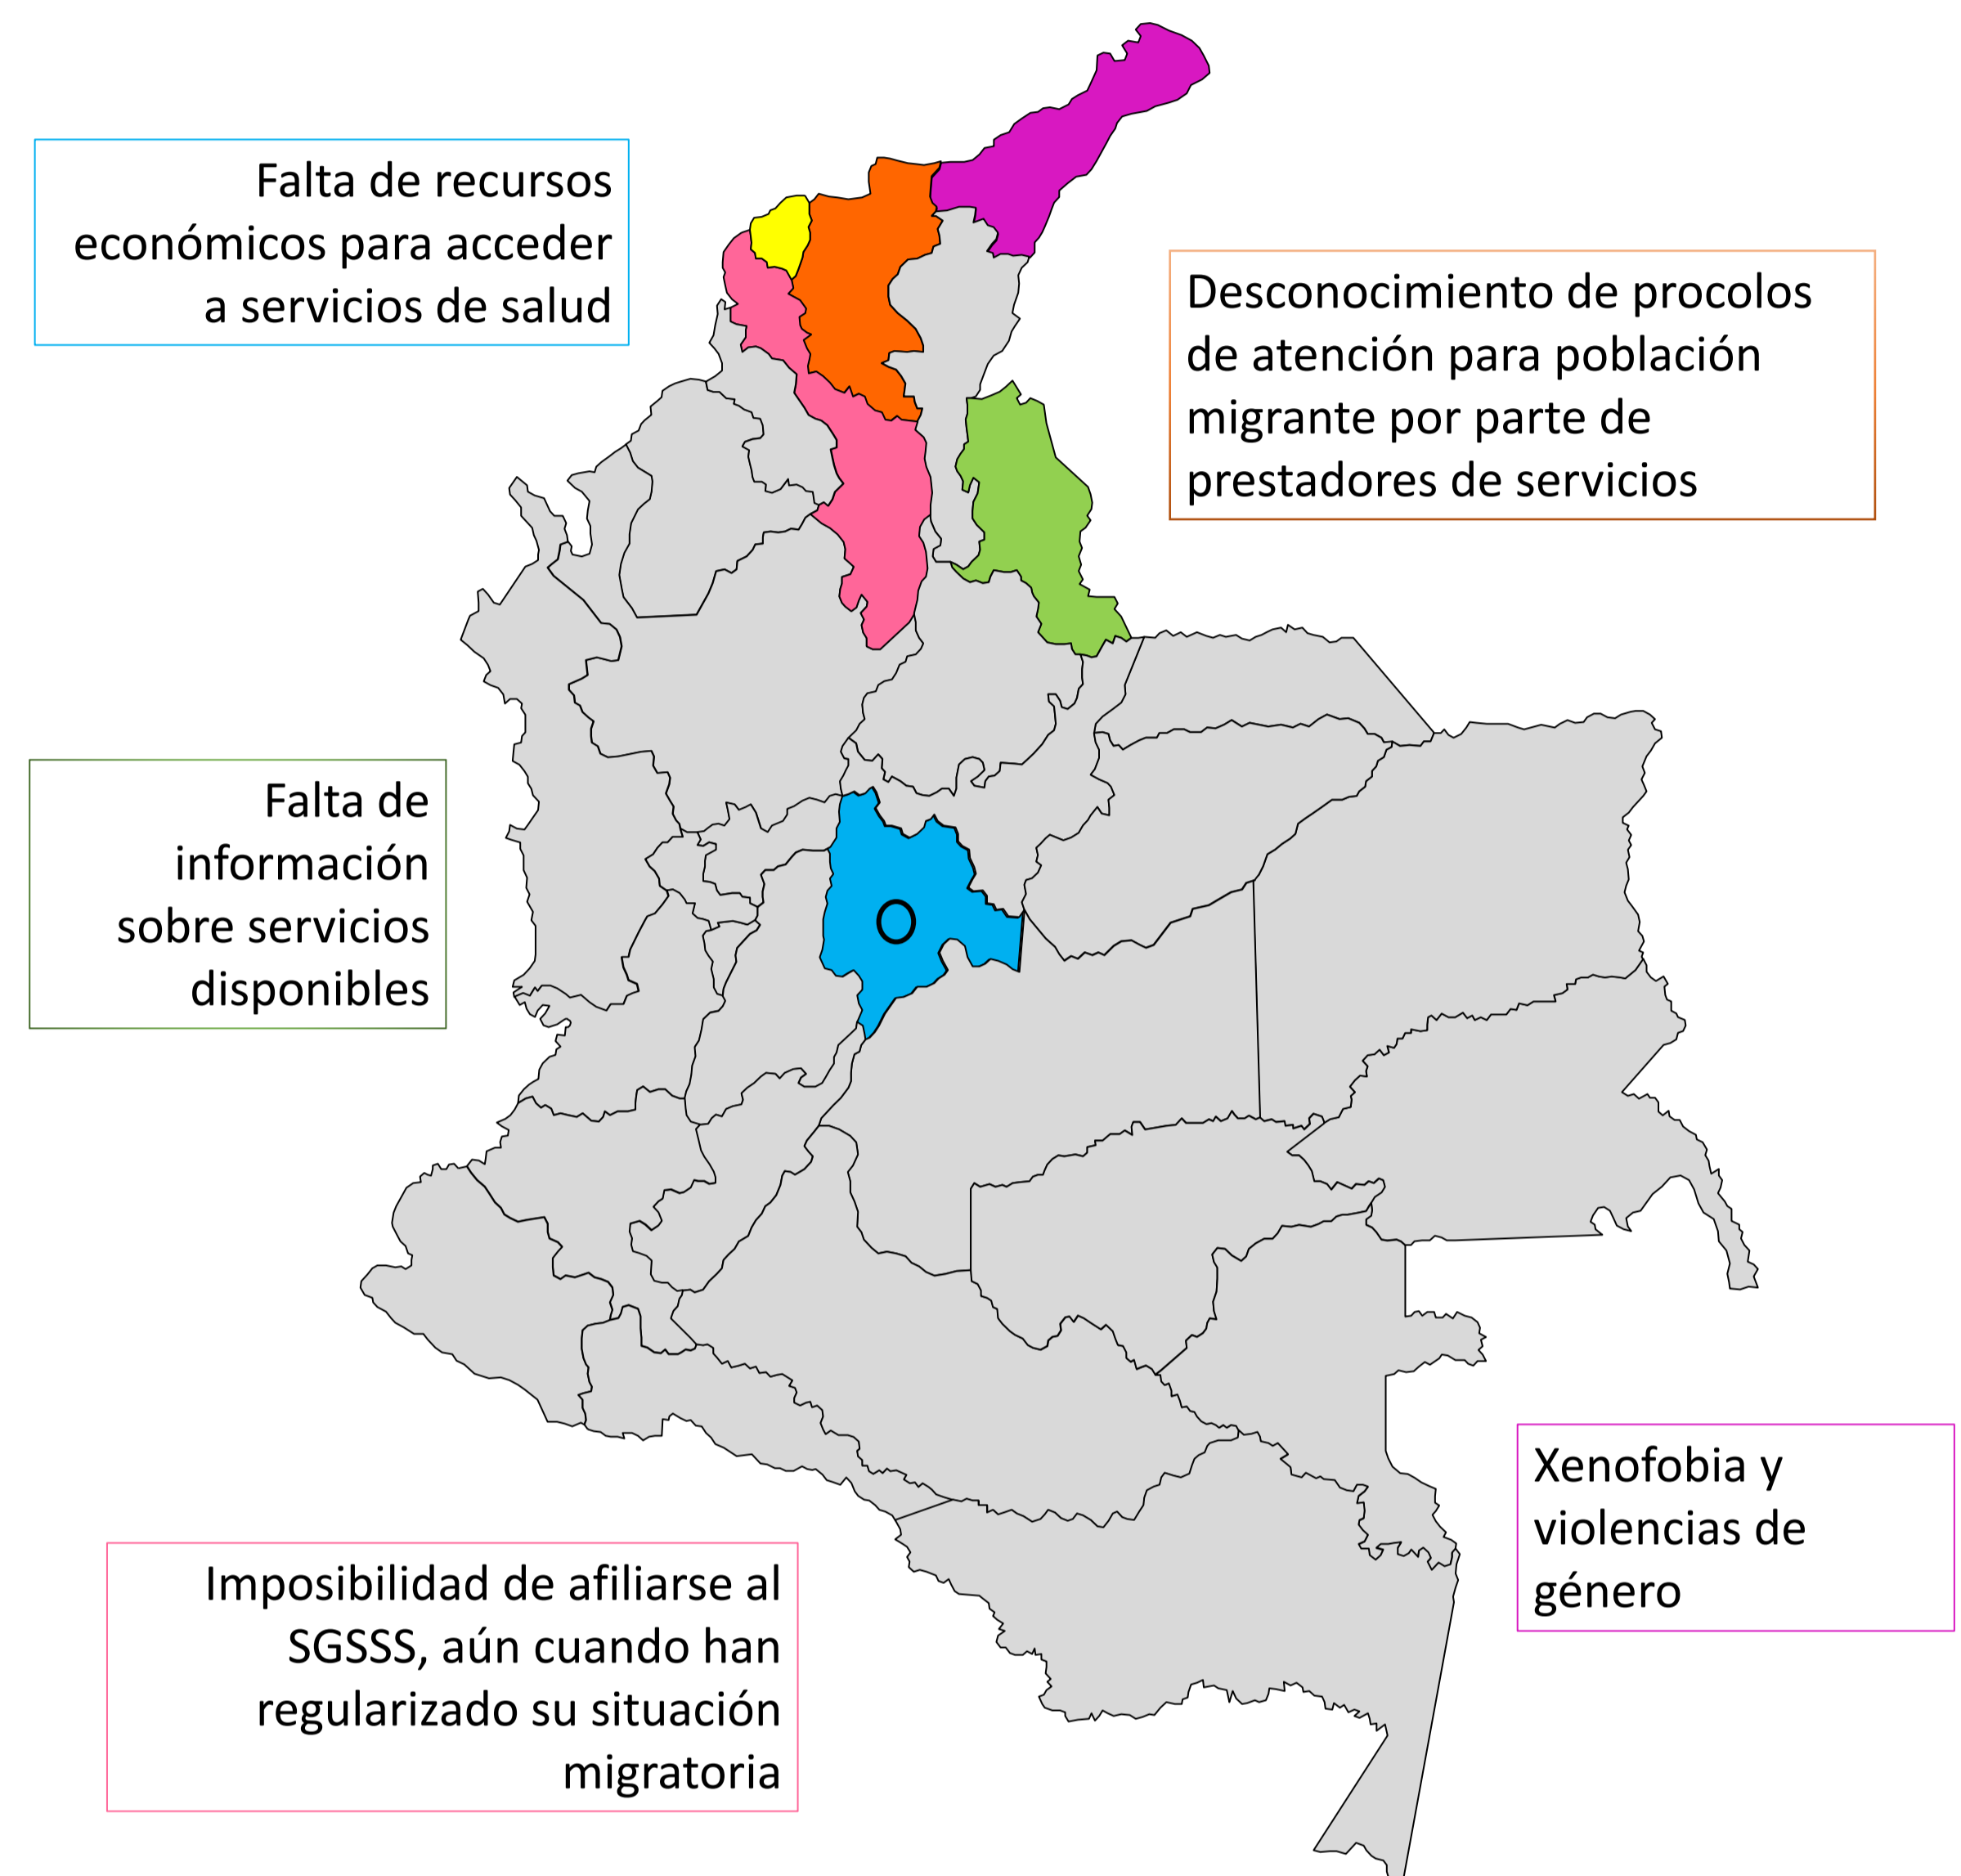 Falta de recursos
económicos para acceder
a servicios de salud
Desconocimiento de procolos
de atención para población
migrante por parte de
prestadores de servicios
Falta de
información
sobre servicios
disponibles
Xenofobia y
violencias de
género
Imposibilidad de afiliarse al
SGSSS, aún cuando han
regularizado su situación
migratoria